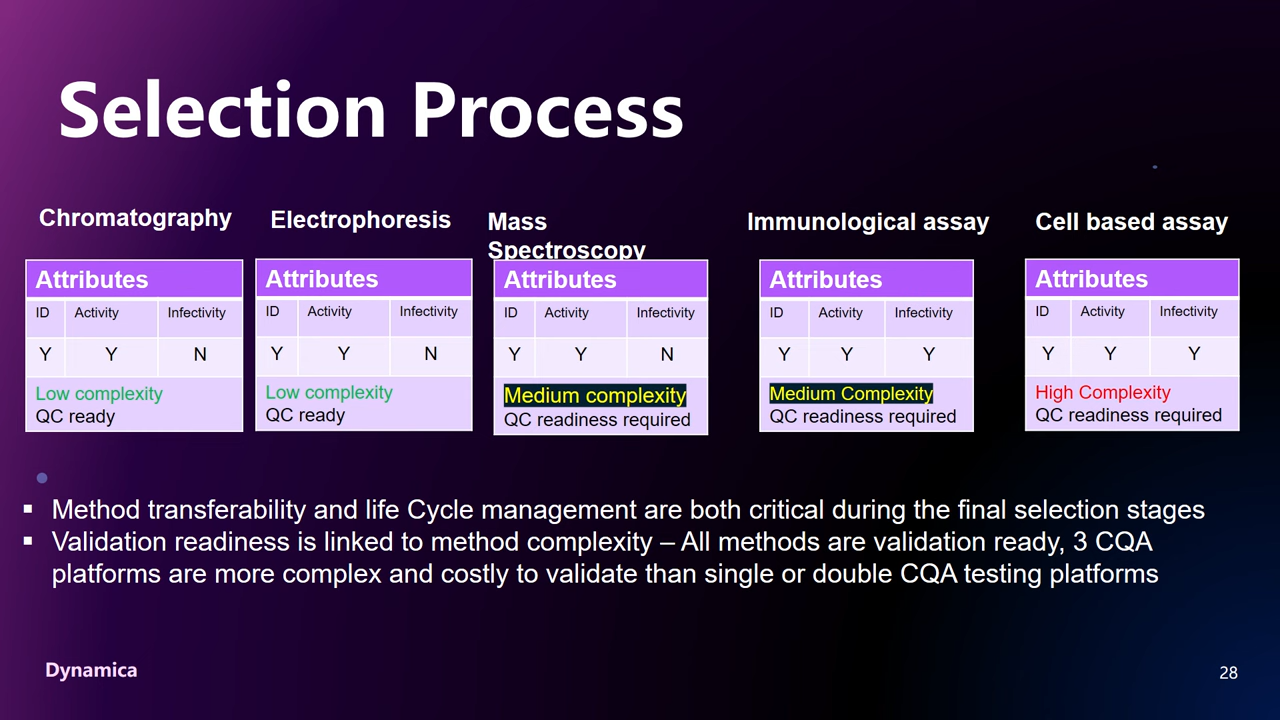 Selection Process
Chromatography
Attributes
ID Activity Infectivity
Y Y N
Low complexity
QC ready
Electrophoresis
Attributes
ID Activity Infectivity
Y Y N
Low complexity
QC ready
Mass
Spectroscopy
Attributes
ID Activity Infectivity
Y Y N
Medium complexity
QC readiness required
Immunological assay
Attributes
ID Activity Infectivity
Y Y Y
Medium Complexity
QC readiness required
Cell based assay
Attributes
ID Activity Infectivity
Y Y Y
High Complexity
QC readiness required
▪ Method transferability and life Cycle management are both critical during the final selection stages
▪ Validation readiness is linked to method complexity – All methods are validation ready, 3 CQA
platforms are more complex and costly to validate than single or double CQA testing platforms
Dynamica
28